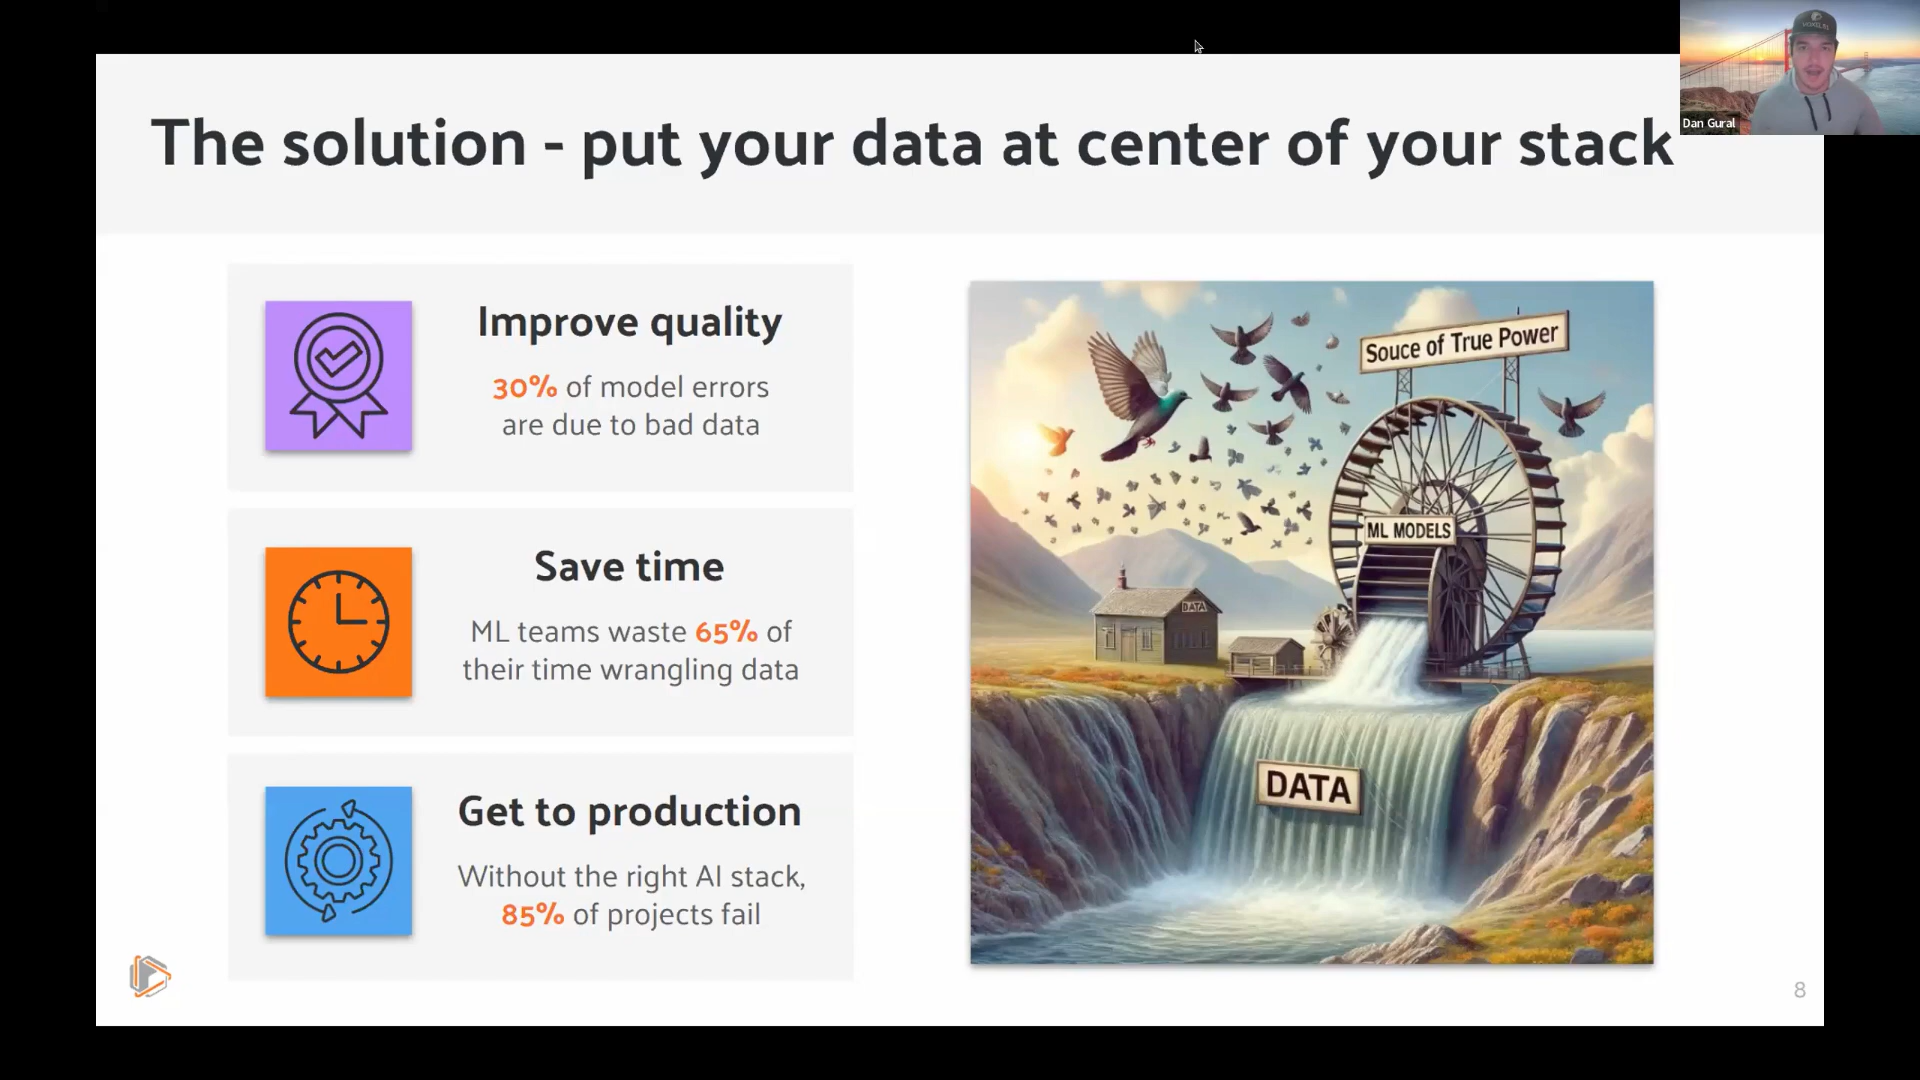 Dan Gural
The solution - put your data at center of your stack
Improve quality
30% of model errors
are due to bad data
Save time
ML teams waste 65% of
their time wrangling data
Get to production
Without the right AI stack,
85% of projects fail
Souce of True Power
ML MODELS
DATA
DATA
8